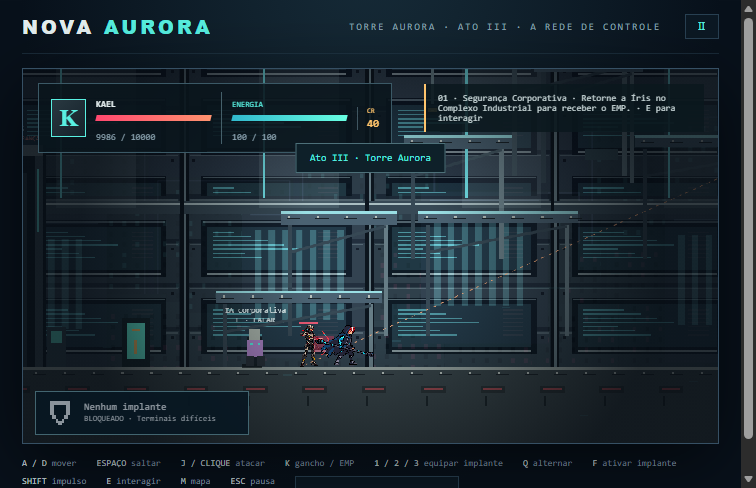 NOVA AURORA
TORRE AURORA · ATO III · A REDE DE CONTROLE
II
K
KAEL
9986 / 10000
ENERGIA
100 / 100
CR
40
01 · Segurança Corporativa · Retorne a Íris no
Complexo Industrial para receber o EMP. · E para
interagir
Ato III · Torre Aurora
IA Corporativa
FALAR
Nenhum implante
BLOQUEADO · Terminais difíceis
A / D mover
ESPAÇO saltar
J / CLIQUE atacar
K gancho / EMP
1 / 2 / 3 equipar implante
Q alternar
F ativar implante
SHIFT impulso
E interagir
M mapa
ESC pausa